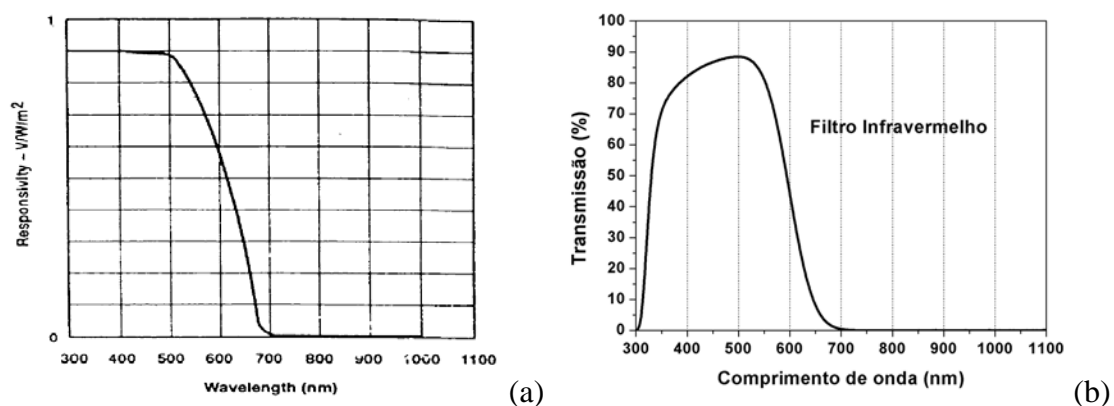 1
0
Responsivity - V/W/m²
300 400 500 600 700 800 900 1000 1100
Wavelength (nm)
(a)
100
90
80
70
60
50
40
30
20
10
0
Transmissão (%)
Filtro Infravermelho
300 400 500 600 700 800 900 1000 1100
Comprimento de onda (nm)
(b)